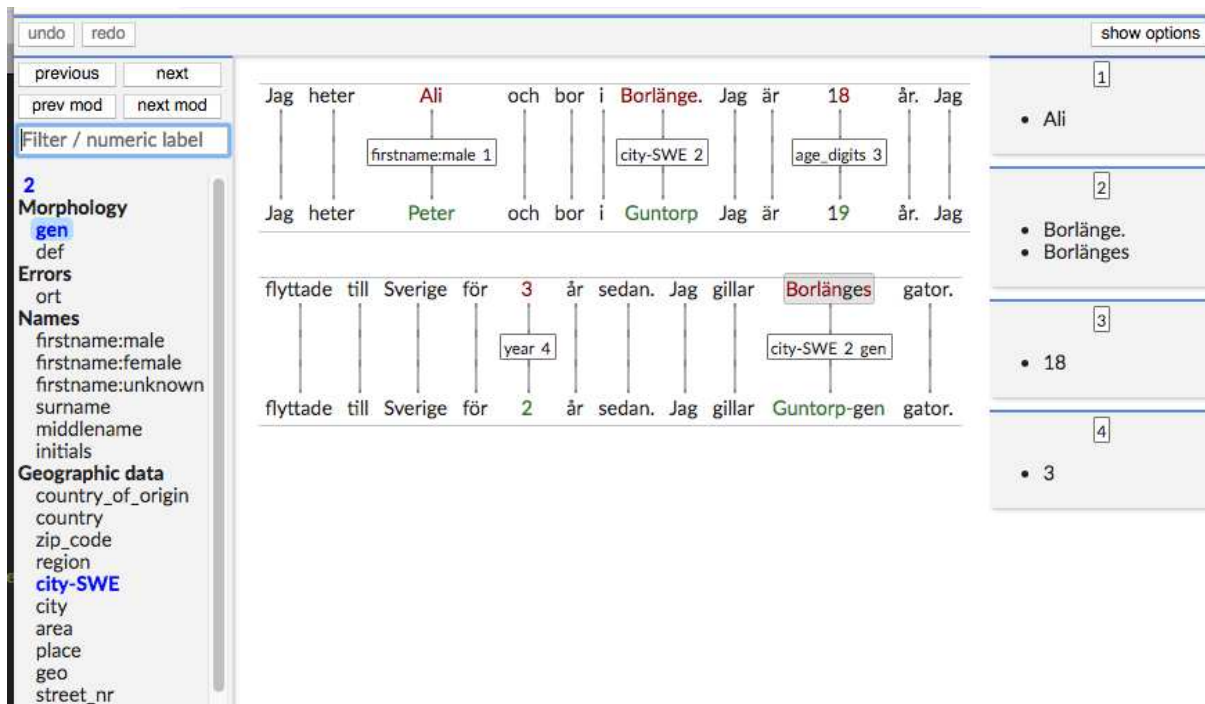 undo redo show options
previous next
prev mod next mod
Filter / numeric label
2
Morphology
gen
def
Errors
ort
Names
firstname:male
firstname:female
firstname:unknown
surname
middlename
initials
Geographic data
country_of_origin
country
zip_code
region
city-SWE
city
area
place
geo
street_nr
Jag heter Ali och bor i Borlänge. Jag är 18 år. Jag
firstname:male 1 city-SWE 2 age_digits 3
Jag heter Peter och bor i Guntorp Jag är 19 år. Jag
flyttade till Sverige för 3 år sedan. Jag gillar Borlänges gator.
year 4 city-SWE 2 gen
flyttade till Sverige för 2 år sedan. Jag gillar Guntorp-gen gator.
1
• Ali
2
• Borlänge.
• Borlänges
3
• 18
4
• 3